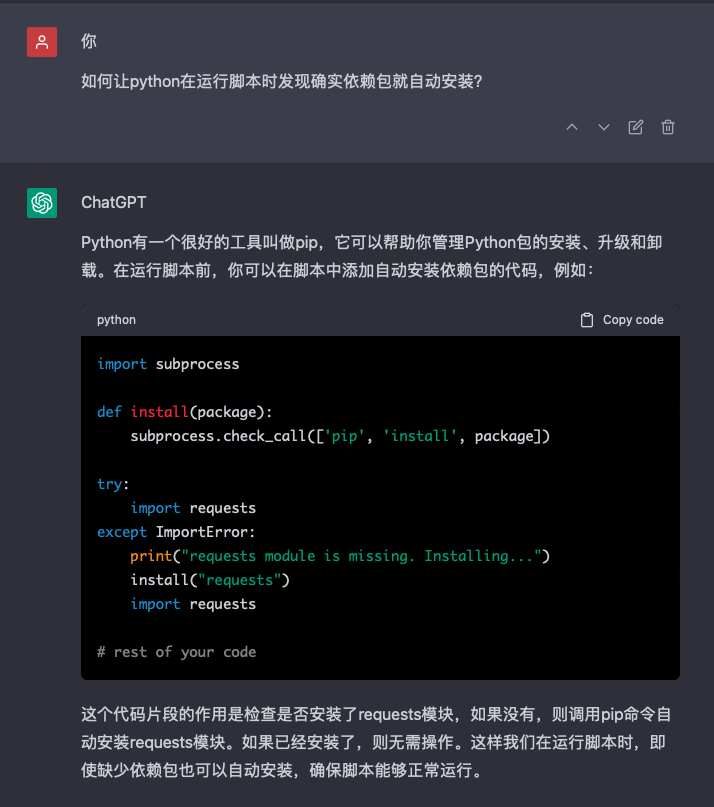 你
如何让python在运行脚本时发现确实依赖包就自动安装?
ChatGPT
Python有一个很好的工具叫做pip，它可以帮助你管理Python包的安装、升级和卸
载。在运行脚本前，你可以在脚本中添加自动安装依赖包的代码，例如：
python
Copy code
import subprocess
def install(package):
    subprocess.check_call(['pip', 'install', package])
try:
    import requests
except ImportError:
    print("requests module is missing. Installing...")
    install("requests")
    import requests
# rest of your code
这个代码片段的作用是检查是否安装了requests模块，如果没有，则调用pip命令自
动安装requests模块。如果已经安装了，则无需操作。这样我们在运行脚本时，即
使缺少依赖包也可以自动安装，确保脚本能够正常运行。